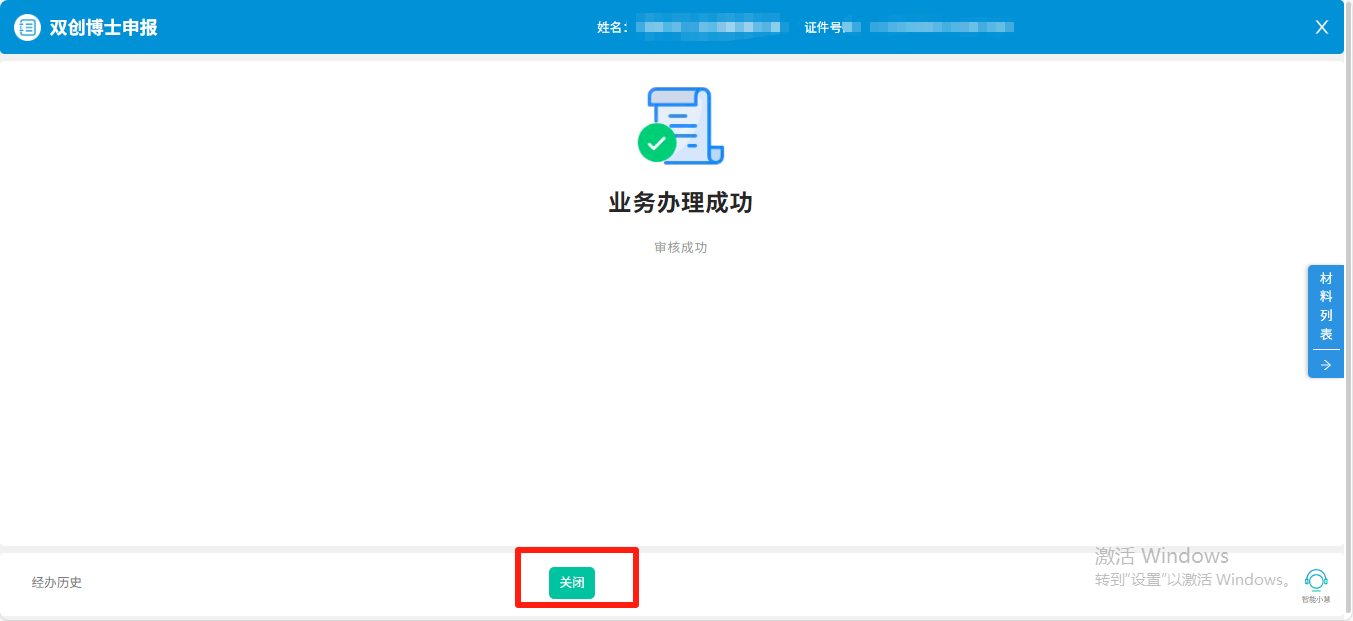 双创博士申报
姓名:
证件号
X
业务办理成功
审核成功
材
料
列
表
经办历史
关闭
激活 Windows
转到“设置”以激活 Windows。
智能小慧